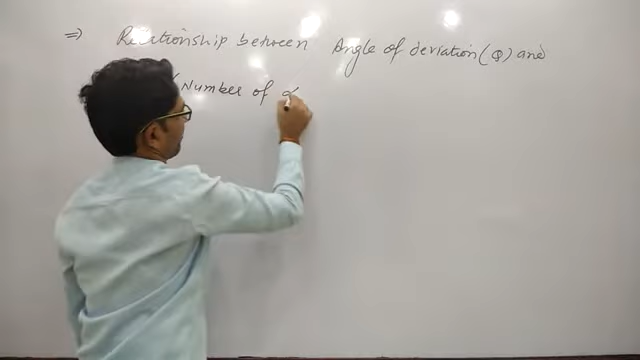 ⇒ Relationship between Angle of deviation (Q) and
(Number of α